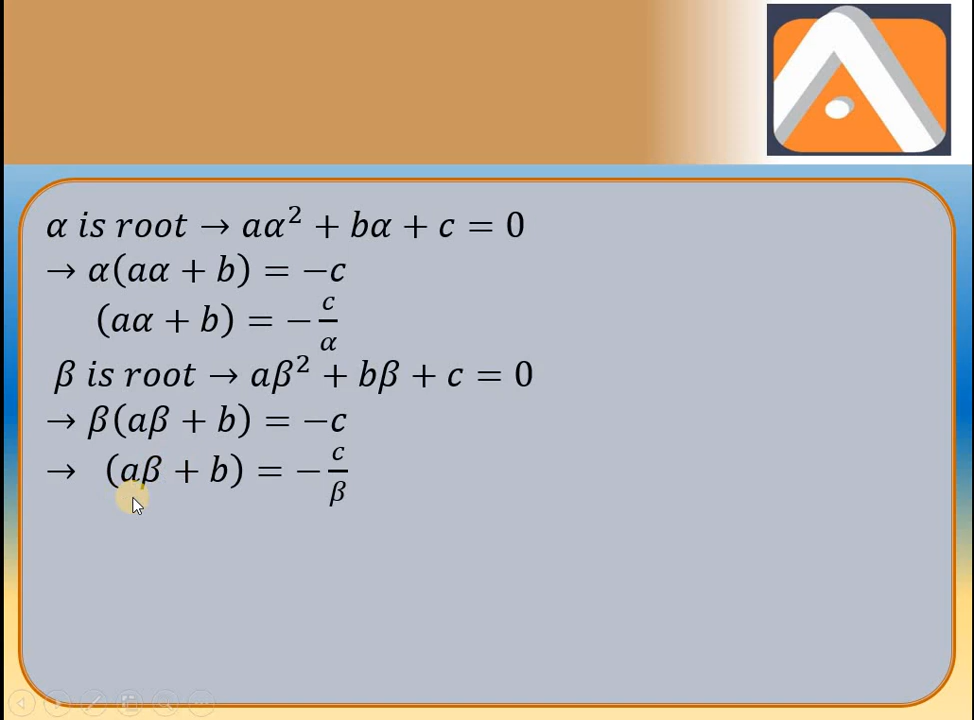 α is root → aα² + bα + c = 0
→ α(aα + b) = −c
(aα + b) = − c/α
β is root → aβ² + bβ + c = 0
→ β(aβ + b) = −c
→ (aβ + b) = − c/β